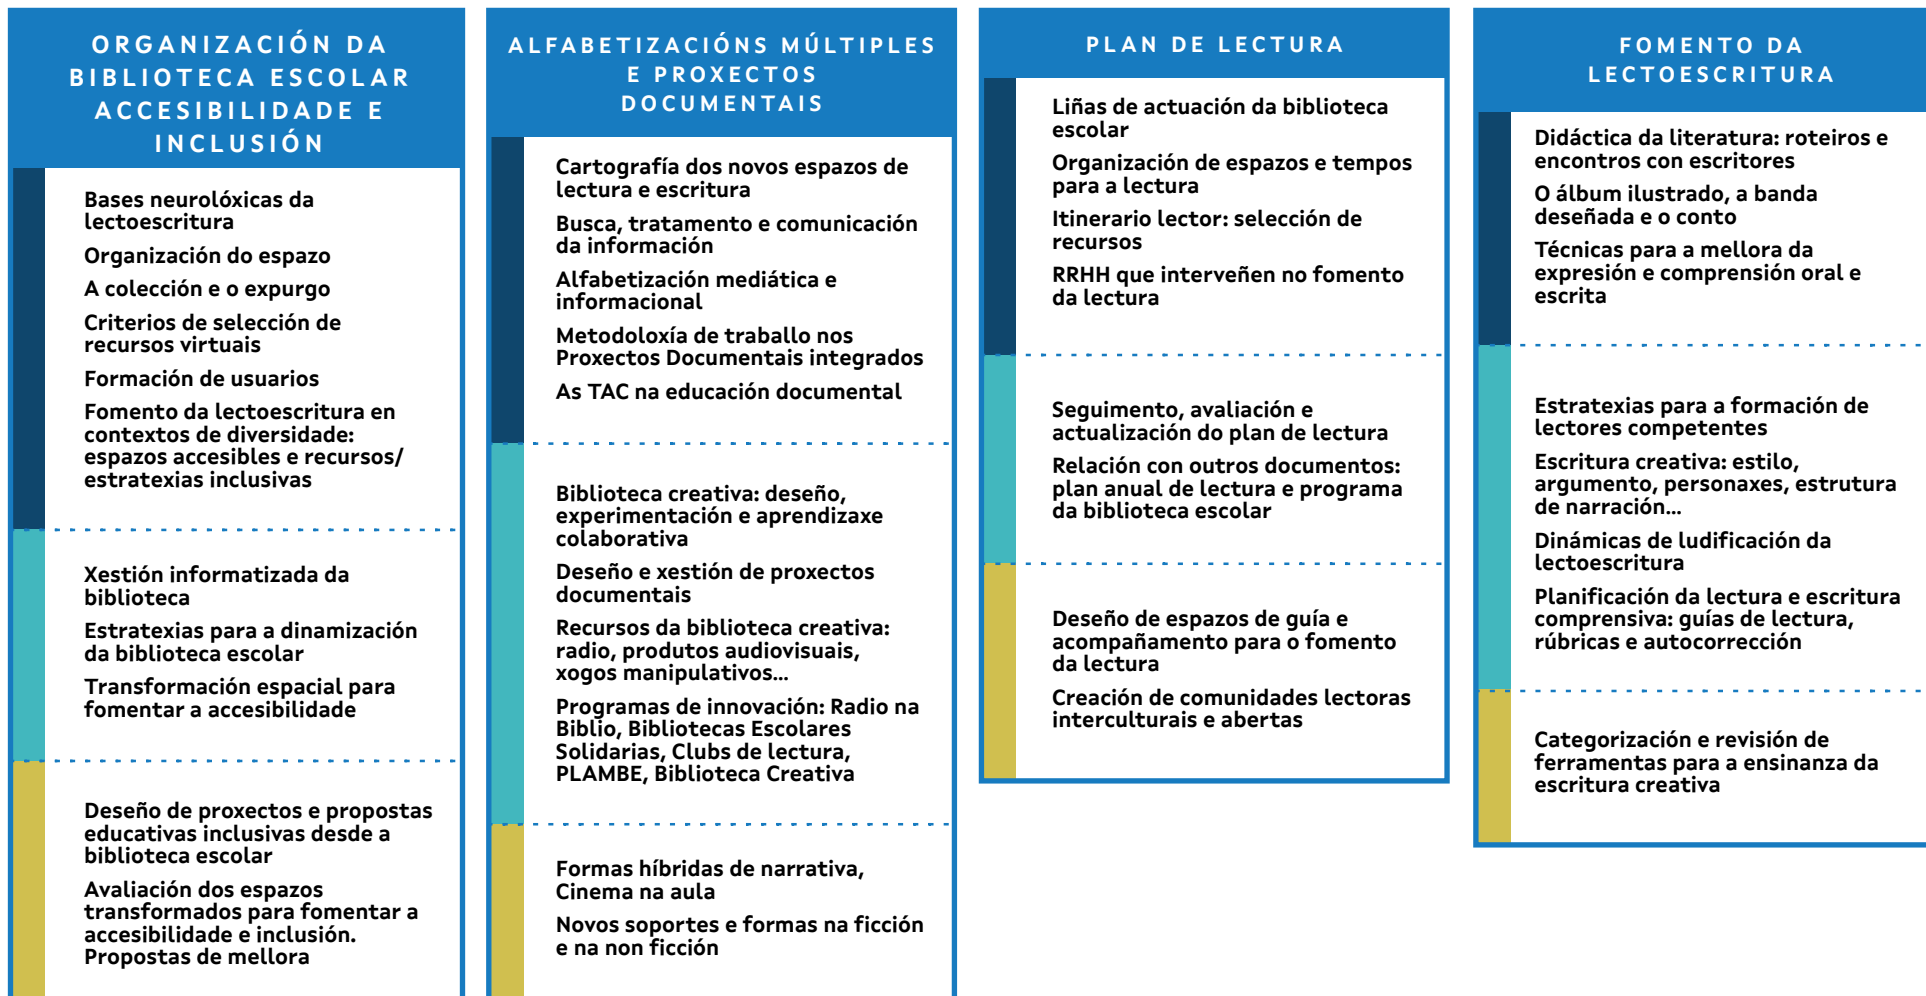 ORGANIZACIÓN DA
BIBLIOTECA ESCOLAR
ACCESIBILIDADE E
INCLUSIÓN
Bases neurolóxicas da
lectoescritura
Organización do espazo
A colección e o expurgo
Criterios de selección de
recursos virtuais
Formación de usuarios
Fomento da lectoescritura en
contextos de diversidade:
espazos accesibles e recursos/
estratexias inclusivas
Xestión informatizada da
biblioteca
Estratexias para a dinamización
da biblioteca escolar
Transformación espacial para
fomentar a accesibilidade
Deseño de proxectos e propostas
educativas inclusivas desde a
biblioteca escolar
Avaliación dos espazos
transformados para fomentar a
accesibilidade e inclusión.
Propostas de mellora
ALFABETIZACIÓNS MÚLTIPLES
E PROXECTOS
DOCUMENTAIS
Cartografía dos novos espazos de
lectura e escritura
Busca, tratamento e comunicación
da información
Alfabetización mediática e
informacional
Metodoloxía de traballo nos
Proxectos Documentais integrados
As TAC na educación documental
Biblioteca creativa: deseño,
experimentación e aprendizaxe
colaborativa
Deseño e xestión de proxectos
documentais
Recursos da biblioteca creativa:
radio, produtos audiovisuais,
xogos manipulativos...
Programas de innovación: Radio na
Biblio, Bibliotecas Escolares
Solidarias, Clubs de lectura,
PLAMBE, Biblioteca Creativa
Formas híbridas de narrativa,
Cinema na aula
Novos soportes e formas na ficción
e na non ficción
PLAN DE LECTURA
Liñas de actuación da biblioteca
escolar
Organización de espazos e tempos
para a lectura
Itinerario lector: selección de
recursos
RRHH que interveñen no fomento
da lectura
Seguimento, avaliación e
actualización do plan de lectura
Relación con outros documentos:
plan anual de lectura e programa
da biblioteca escolar
Deseño de espazos de guía e
acompañamento para o fomento
da lectura
Creación de comunidades lectoras
interculturais e abertas
FOMENTO DA
LECTOESCRITURA
Didáctica da literatura: roteiros e
encontros con escritores
O álbum ilustrado, a banda
deseñada e o conto
Técnicas para a mellora da
expresión e comprensión oral e
escrita
Estratexias para a formación de
lectores competentes
Escritura creativa: estilo,
argumento, personaxes, estrutura
de narración...
Dinámicas de ludificación da
lectoescritura
Planificación da lectura e escritura
comprensiva: guías de lectura,
rúbricas e autocorrección
Categorización e revisión de
ferramentas para a ensinanza da
escritura creativa